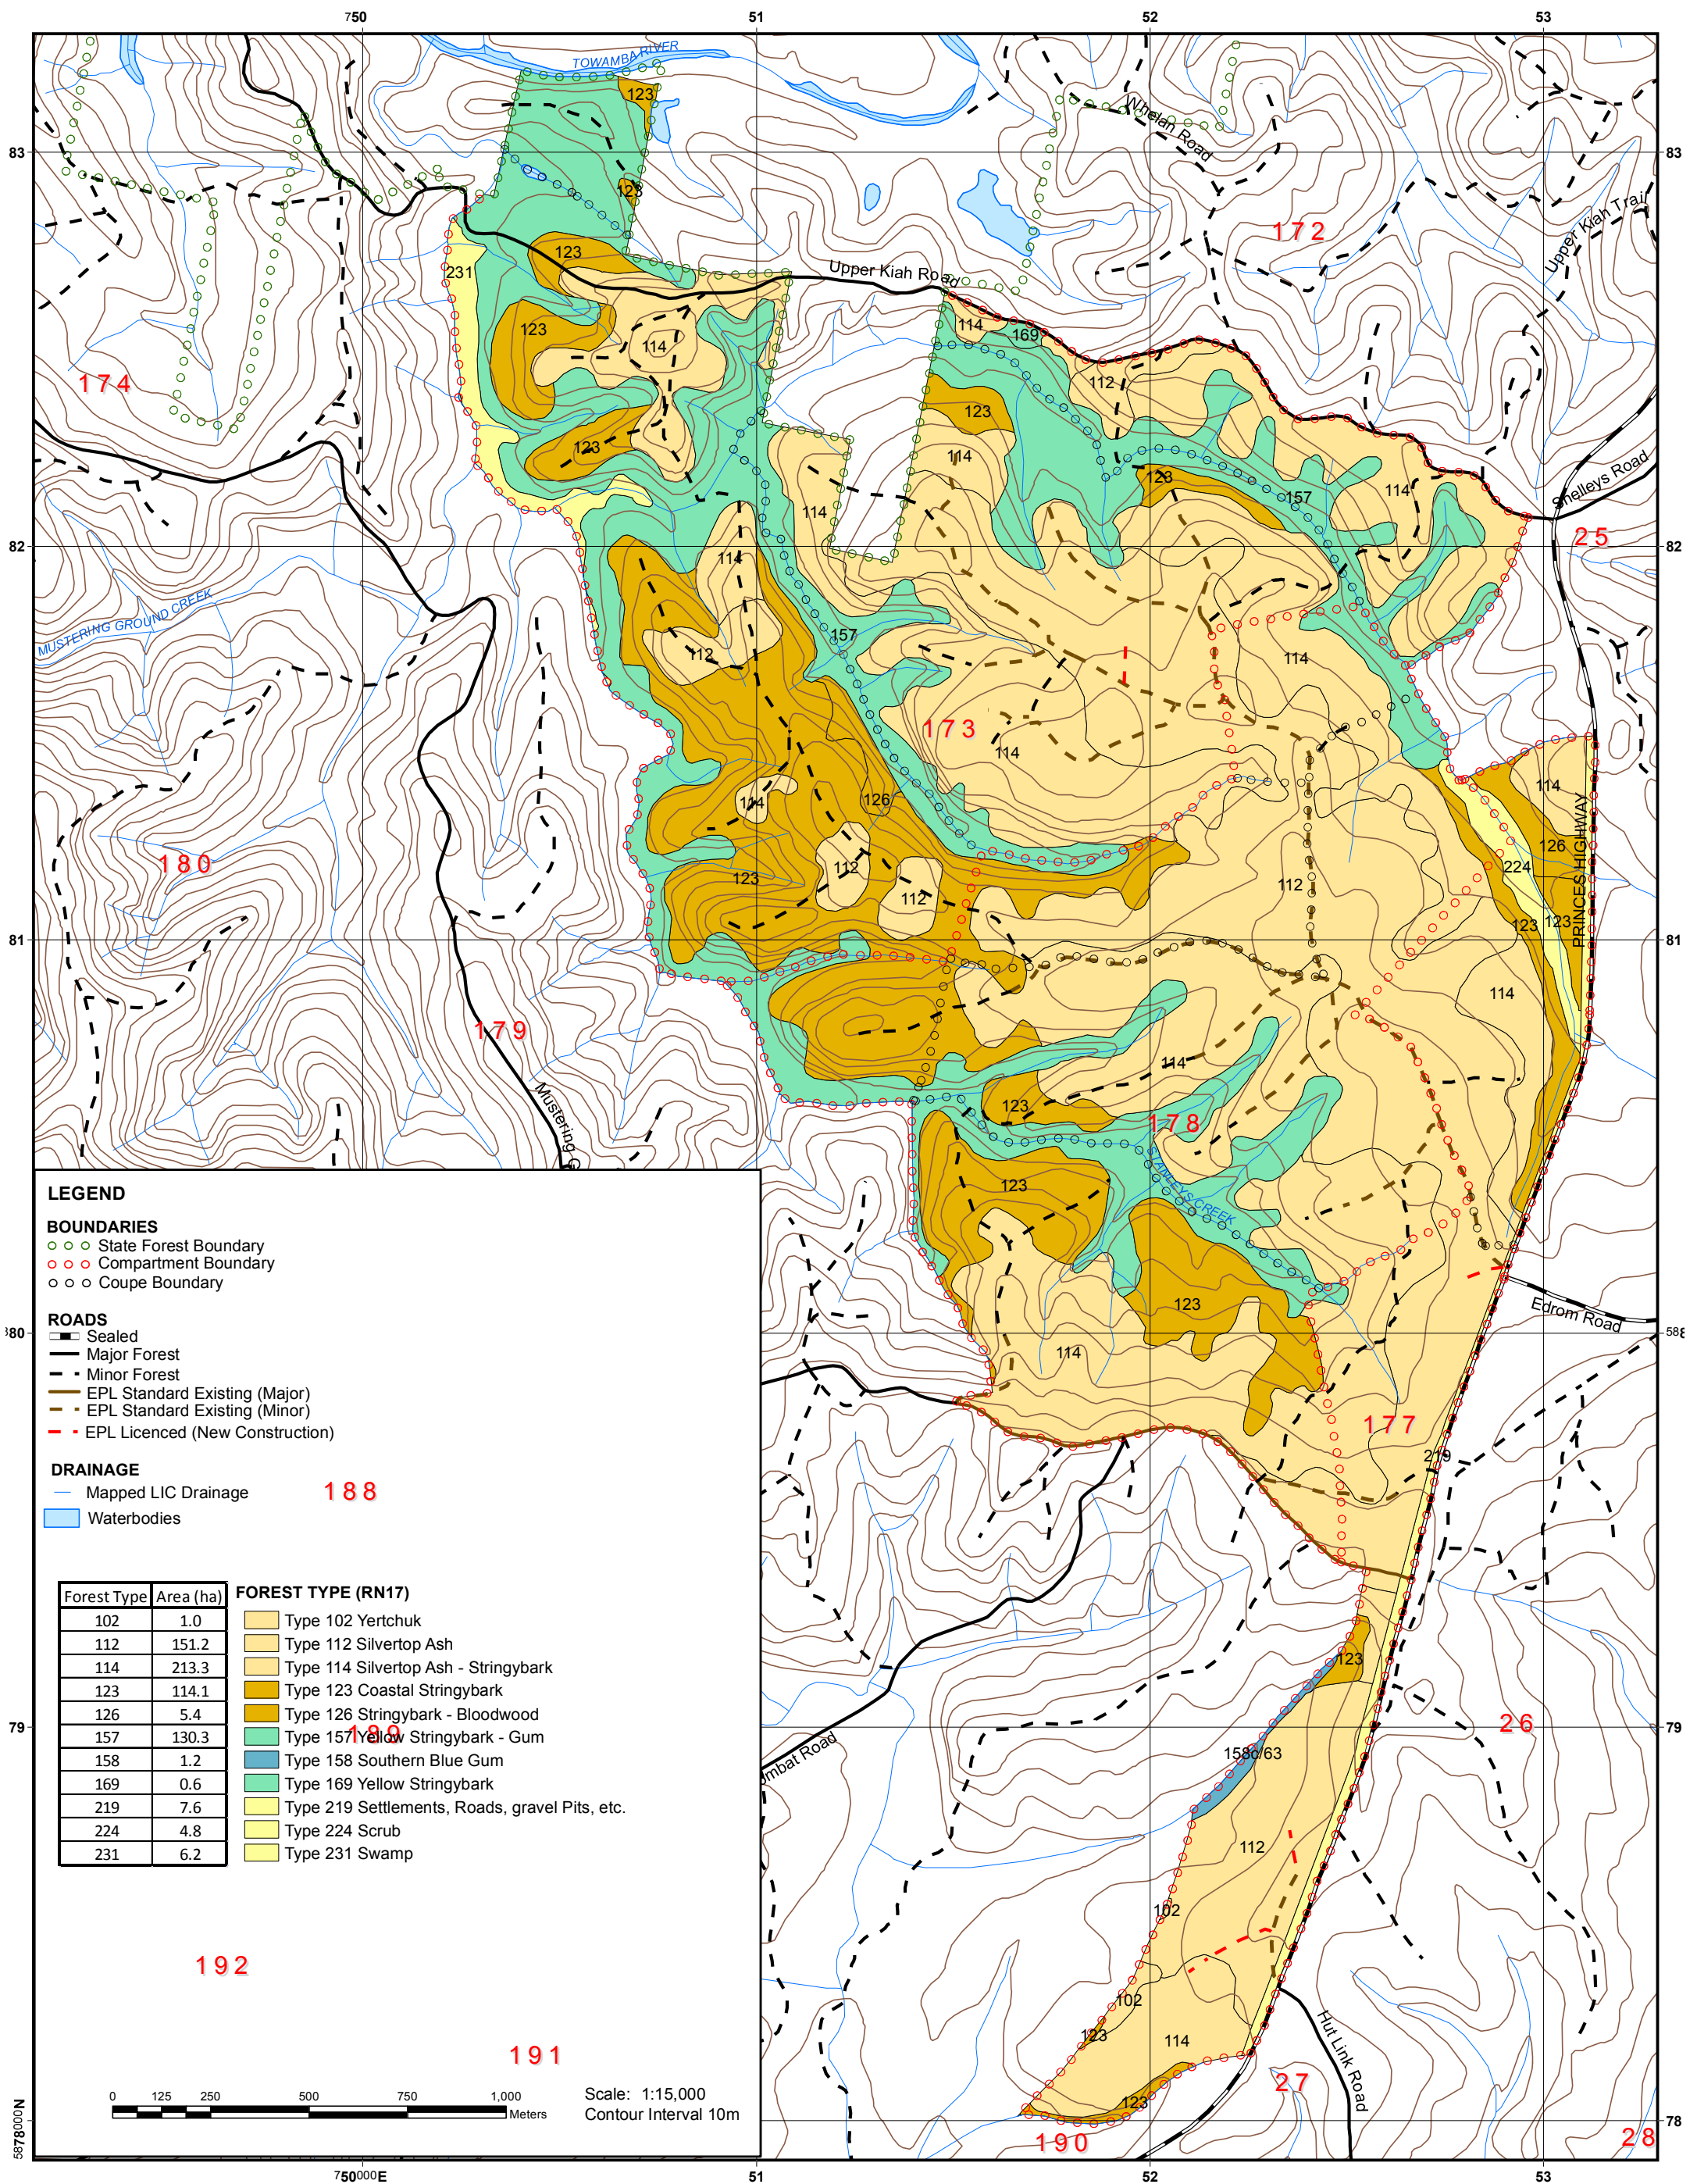 750
51
52
53
TOWAMBA RIVER
123
Whelan Road
83
83
123
172
Upper Kiah Trail
123
231
Upper Kiah Road
123
114
114
169
174
112
123
123
114
123
157
114
Shelleys Road
114
25
82
114
82
MUSTERING GROUND CREEK
157
112
114
173
114
114
PRINCES HIGHWAY
114
126
126
180
112
224
123
112
112
123
123
81
81
114
179
114
123
178
Mustering G
STANLEYS CREEK
123
LEGEND
BOUNDARIES
State Forest Boundary
Compartment Boundary
Coupe Boundary
123
Edrom Road
ROADS
Sealed
Major Forest
Minor Forest
EPL Standard Existing (Major)
EPL Standard Existing (Minor)
EPL Licenced (New Construction)
80
588
114
177
219
DRAINAGE
Mapped LIC Drainage
Waterbodies
188
Forest Type Area (ha)
102 1.0
112 151.2
114 213.3
123 114.1
126 5.4
157 130.3
158 1.2
169 0.6
219 7.6
224 4.8
231 6.2
FOREST TYPE (RN17)
Type 102 Yertchuk
Type 112 Silvertop Ash
Type 114 Silvertop Ash - Stringybark
Type 123 Coastal Stringybark
Type 126 Stringybark - Bloodwood
Type 157 Yellow Stringybark - Gum
Type 158 Southern Blue Gum
Type 169 Yellow Stringybark
Type 219 Settlements, Roads, gravel Pits, etc.
Type 224 Scrub
Type 231 Swamp
189
123
79
26
mbat Road
158c/63
112
102
192
102
123
114
Hut Link Road
191
27
123
190
28
78
0 125 250 500 750 1,000
Meters
Scale: 1:15,000
Contour Interval 10m
5878000N
750000E
51
52
53